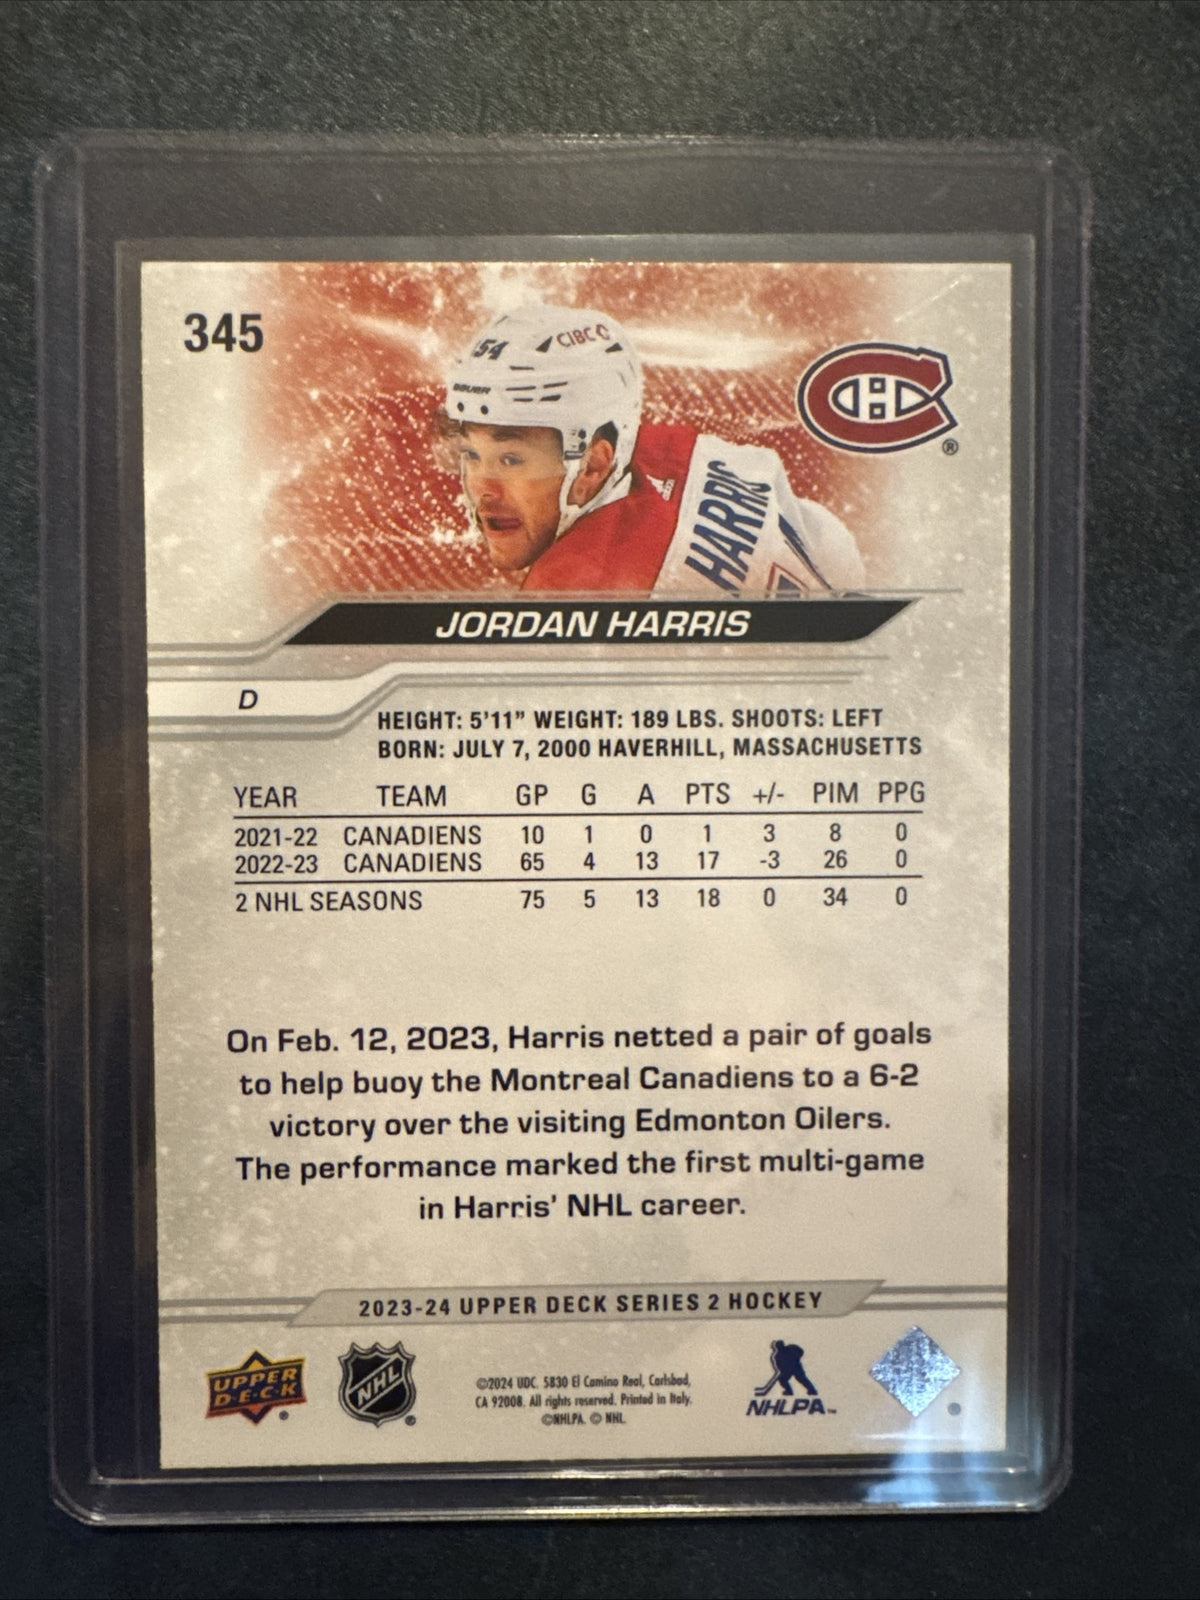 345
54
CIBC
BAUER
HARRIS
JORDAN HARRIS
D
HEIGHT: 5'11” WEIGHT: 189 LBS. SHOOTS: LEFT
BORN: JULY 7, 2000 HAVERHILL, MASSACHUSETTS
YEAR TEAM GP G A PTS +/- PIM PPG
2021-22 CANADIENS 10 1 0 1 3 8 0
2022-23 CANADIENS 65 4 13 17 -3 26 0
2 NHL SEASONS 75 5 13 18 0 34 0
On Feb. 12, 2023, Harris netted a pair of goals
to help buoy the Montreal Canadiens to a 6-2
victory over the visiting Edmonton Oilers.
The performance marked the first multi-game
in Harris' NHL career.
2023-24 UPPER DECK SERIES 2 HOCKEY
UPPER
D·E·C·K
NHL
©2024 UDC. 5830 El Camino Real, Carlsbad,
CA 92008. All rights reserved. Printed in Italy.
©NHLPA. © NHL.
NHLPA™